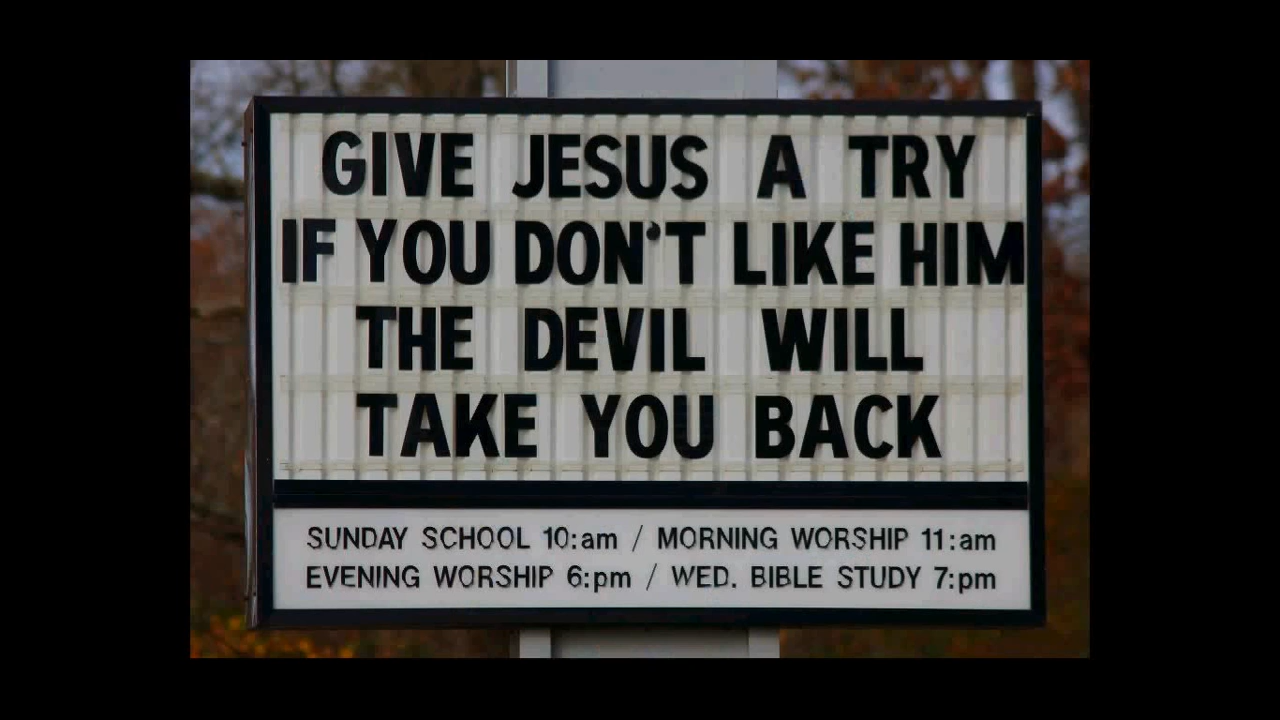 GIVE JESUS A TRY
IF YOU DON'T LIKE HIM
THE DEVIL WILL
TAKE YOU BACK
SUNDAY SCHOOL 10:am / MORNING WORSHIP 11:am
EVENING WORSHIP 6:pm / WED. BIBLE STUDY 7:pm